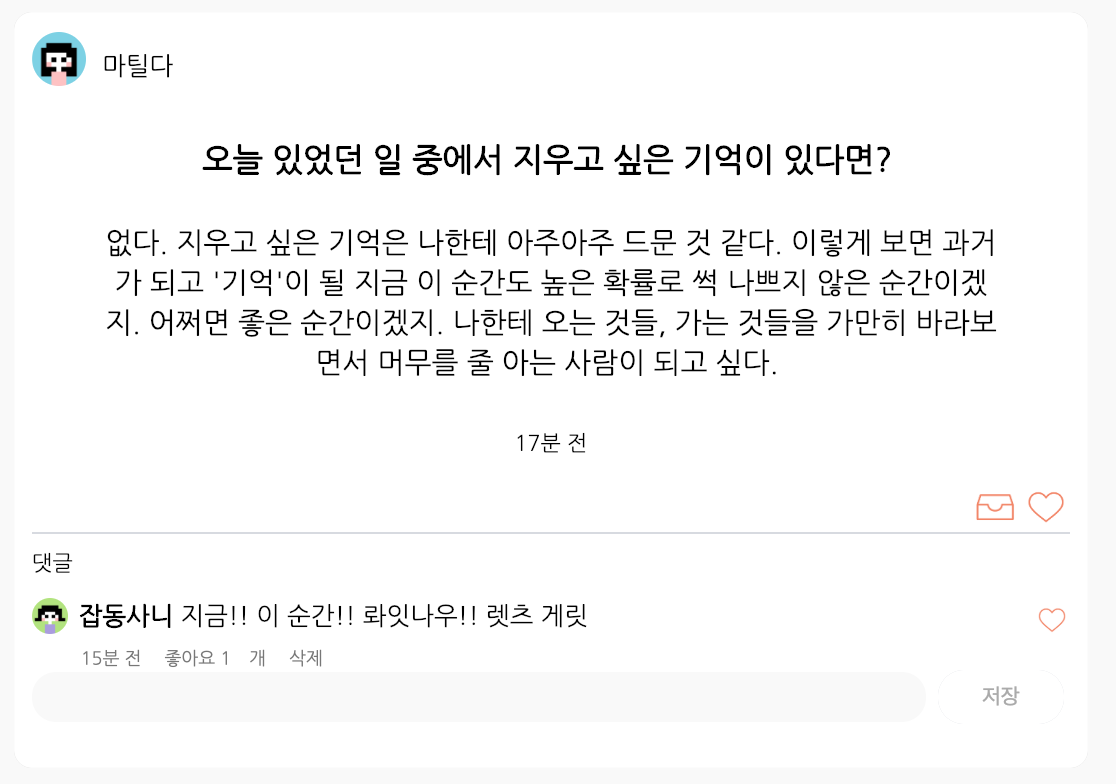 마틸다
오늘 있었던 일 중에서 지우고 싶은 기억이 있다면?
없다. 지우고 싶은 기억은 나한테 아주아주 드문 것 같다. 이렇게 보면 과거
가 되고 '기억'이 될 지금 이 순간도 높은 확률로 썩 나쁘지 않은 순간이겠
지. 어쩌면 좋은 순간이겠지. 나한테 오는 것들, 가는 것들을 가만히 바라보
면서 머무를 줄 아는 사람이 되고 싶다.
17분 전
댓글
잡동사니 지금!! 이 순간!! 롸잇나우!! 렛츠 게릿
15분 전 좋아요 1 개 삭제
저장